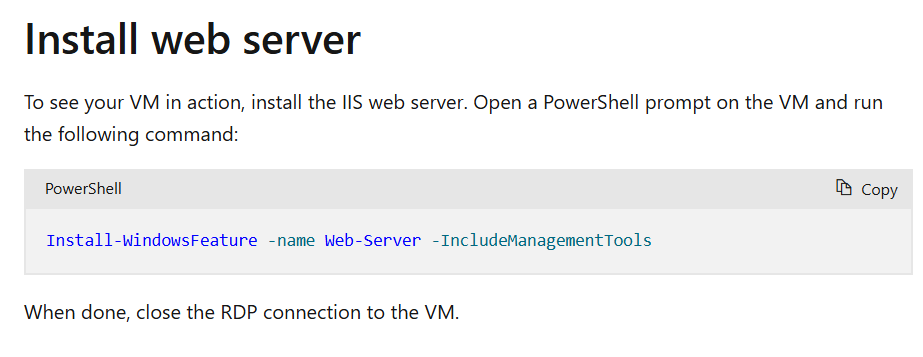 Install web server
To see your VM in action, install the IIS web server. Open a PowerShell prompt on the VM and run
the following command:
PowerShell
Copy
Install-WindowsFeature -name Web-Server -IncludeManagementTools
When done, close the RDP connection to the VM.